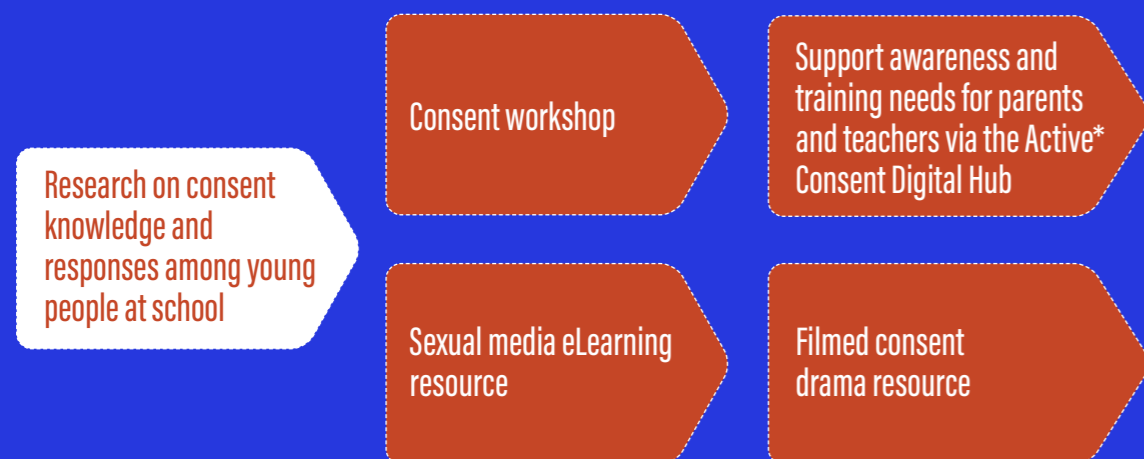 Research on consent
knowledge and
responses among young
people at school
Consent workshop
Support awareness and
training needs for parents
and teachers via the Active*
Consent Digital Hub
Sexual media eLearning
resource
Filmed consent
drama resource